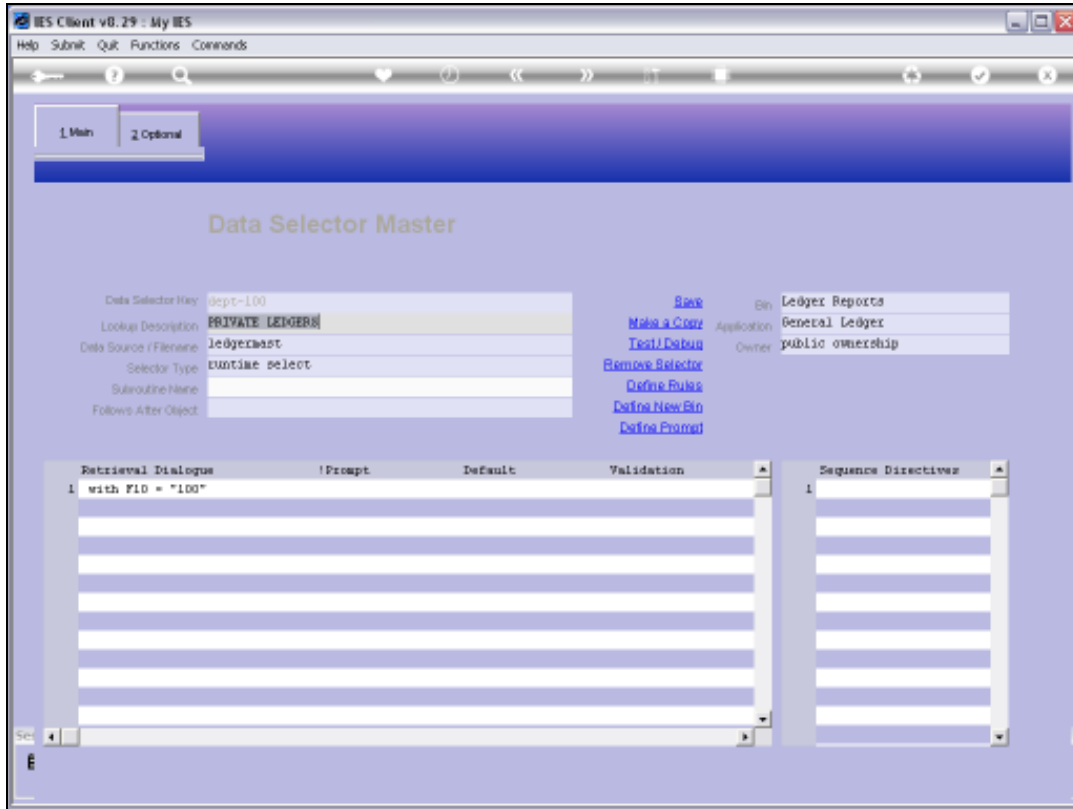 IES Client v8.29 : My IES
Help Submit Quit Functions Commands
1 Main
2 Optional
Data Selector Master
Data Selector Key dept-100
Lookup Description PRIVATE LEDGERS
Data Source / Filename ledgermast
Selector Type runtime select
Subroutine Name
Follows After Object
Save
Make a Copy
Test / Debug
Remove Selector
Define Rules
Define New Bin
Define Prompt
Bin Ledger Reports
Application General Ledger
Owner public ownership
Retrieval Dialogue !Prompt Default Validation
1 with F10 = "100"
Sequence Directives
1